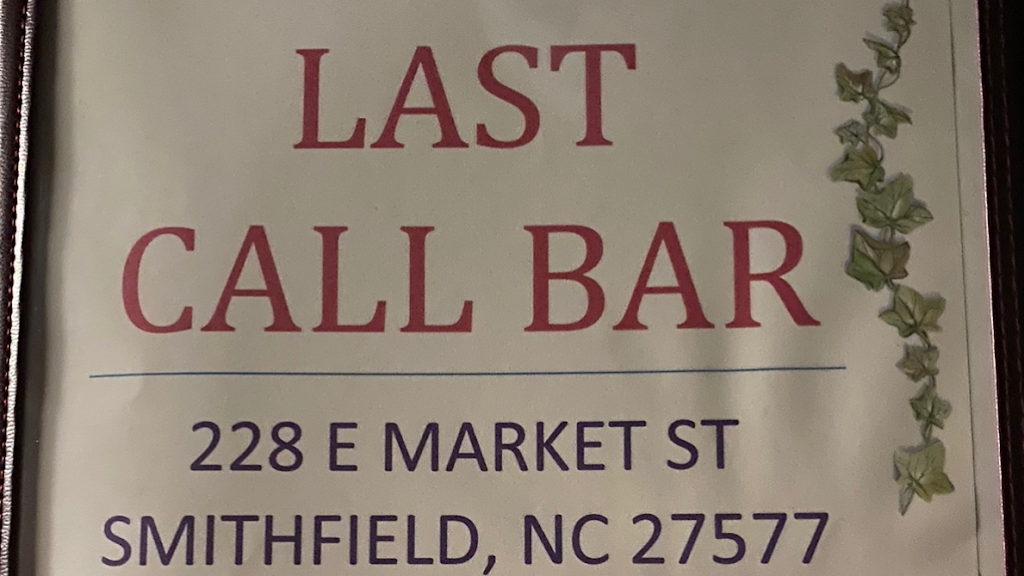 LAST
CALL BAR
228 E MARKET ST
SMITHFIELD, NC 27577